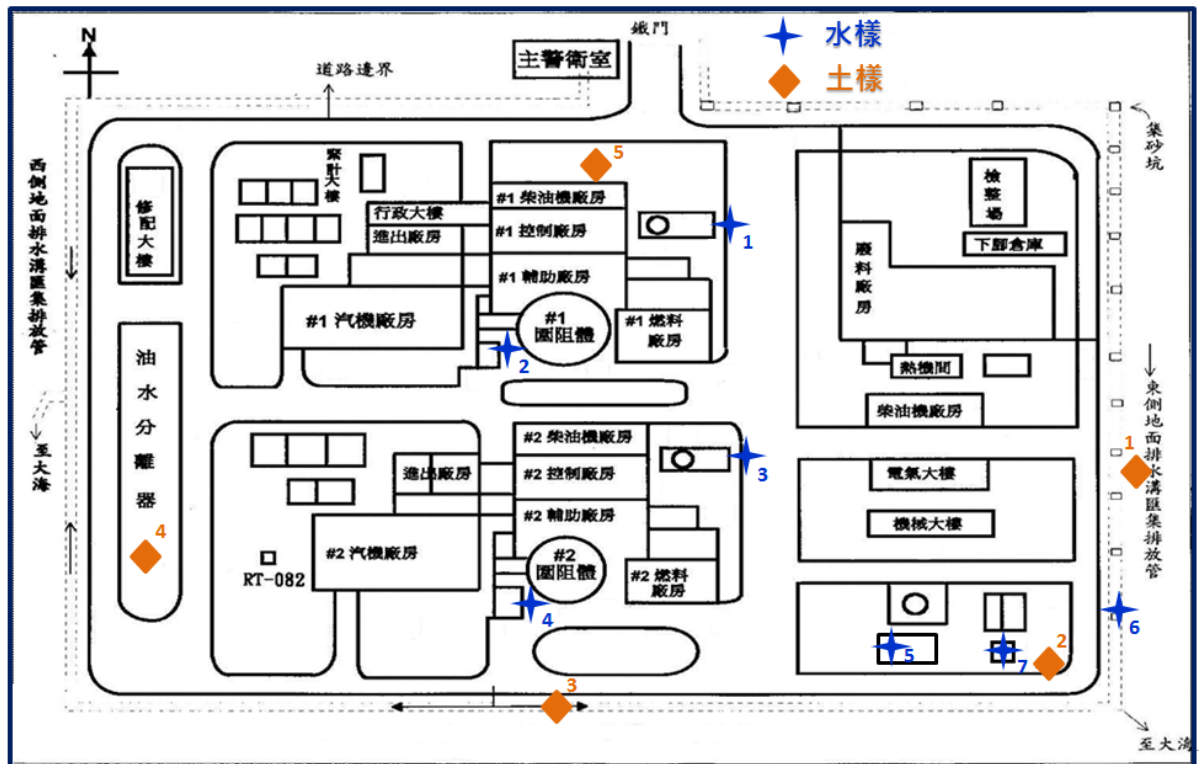 鐵門
N
水樣
主警衛室
道路邊界
土樣
集砂坑
西側地面排水溝匯集排放管
修配大樓
行政大樓
進出廠房
#1 柴油機廠房
5
#1 控制廠房
1
檢整場
下腳倉庫
廢料廠房
#1 輔助廠房
#1 汽機廠房
#1
圍阻體
#1 燃料
廠房
2
熱機間
柴油機廠房
東側地面排水溝匯集排放管
油水分離器
至大海
#2 柴油機廠房
進出廠房
#2 控制廠房
3
電氣大樓
1
4
#2 輔助廠房
機械大樓
#2 汽機廠房
RT-082
#2
圍阻體
#2 燃料
廠房
4
6
5
7
2
3
至大海